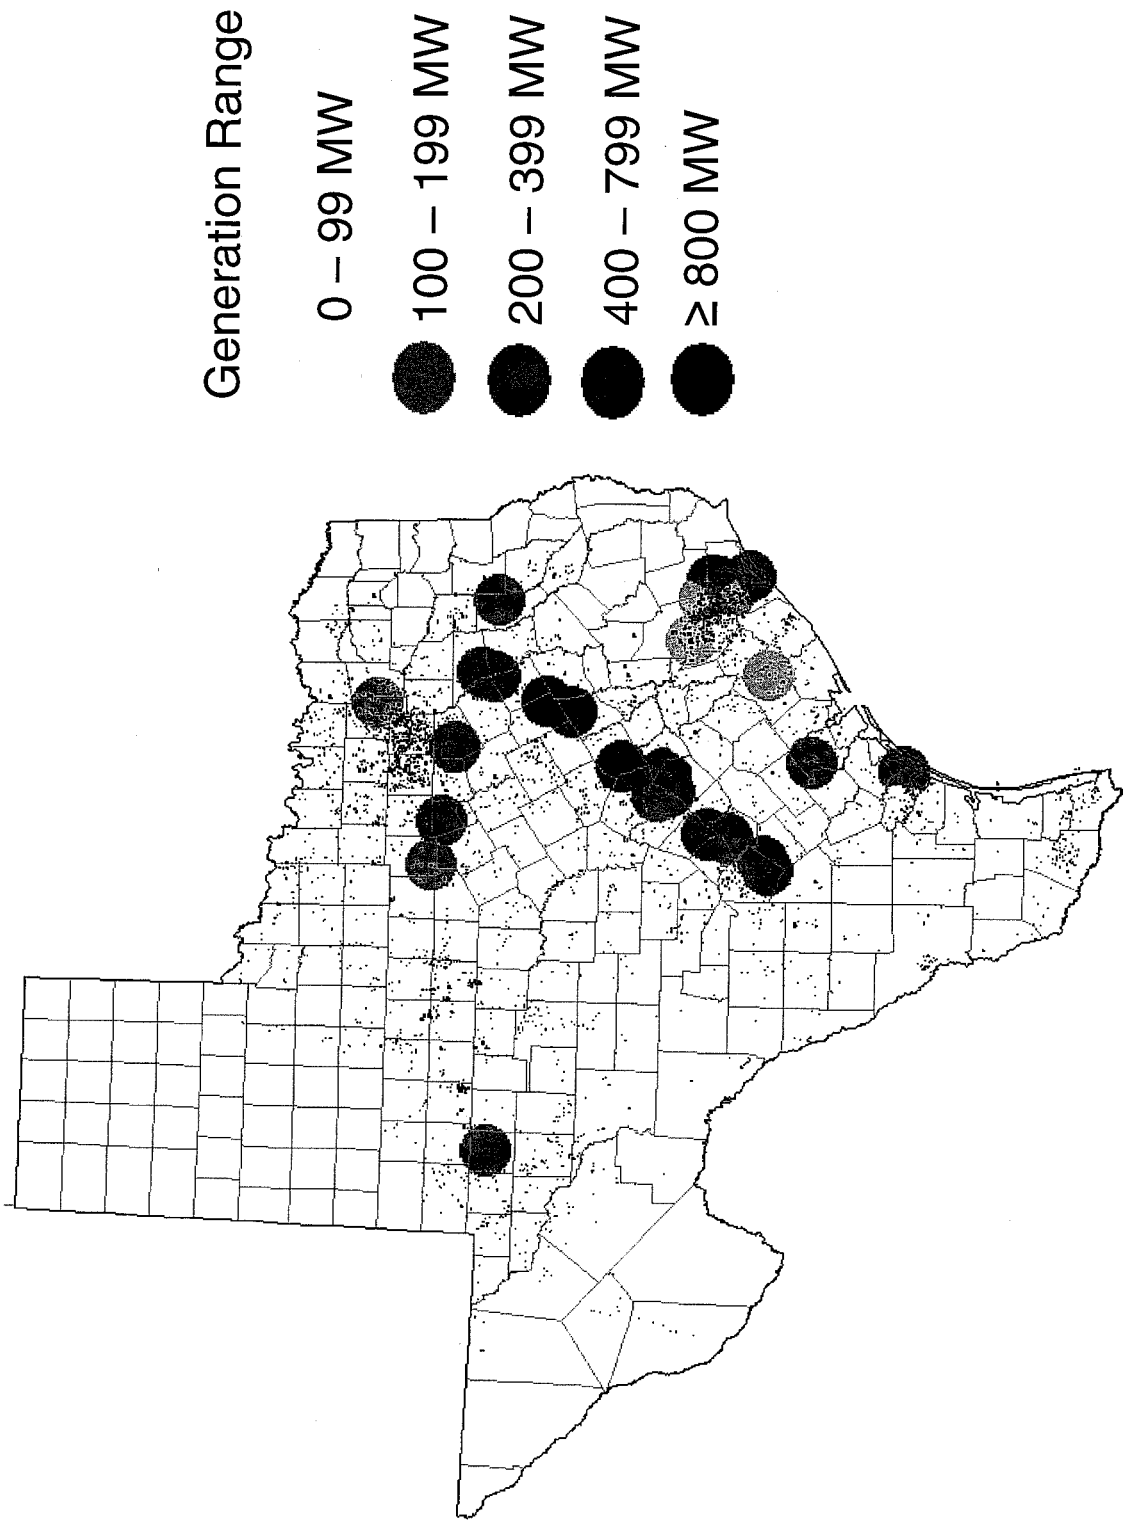 Generation Range
0 – 99 MW
100 – 199 MW
200 – 399 MW
400 – 799 MW
≥ 800 MW